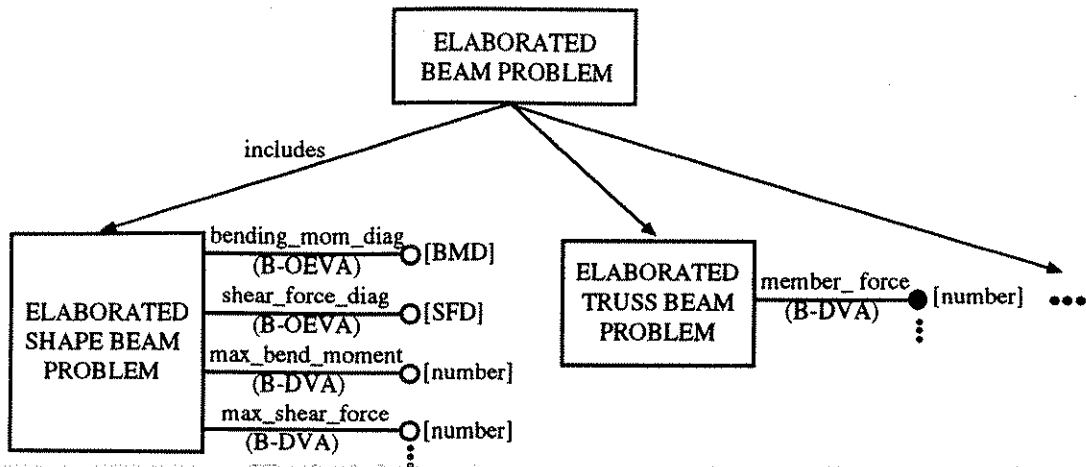 ELABORATED
BEAM PROBLEM
includes
ELABORATED
SHAPE BEAM
PROBLEM
bending_mom_diag
(B-OEVA)
[BMD]
shear_force_diag
(B-OEVA)
[SFD]
max_bend_moment
(B-DVA)
[number]
max_shear_force
(B-DVA)
[number]
ELABORATED
TRUSS BEAM
PROBLEM
member_ force
(B-DVA)
[number]